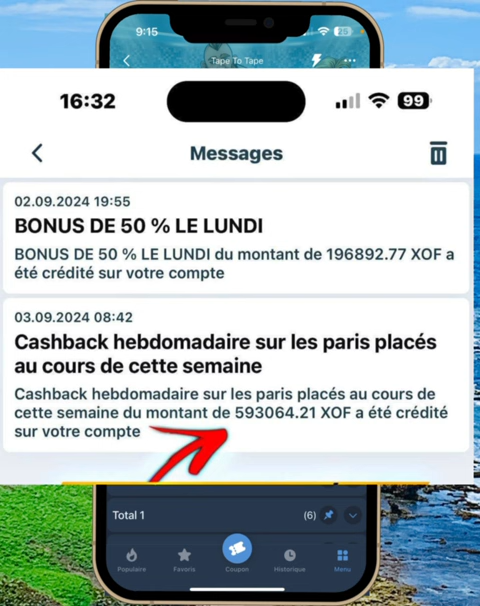 9:15
25
Tape To Tape
16:32
99
Messages
02.09.2024 19:55
BONUS DE 50 % LE LUNDI
BONUS DE 50 % LE LUNDI du montant de 196892.77 XOF a
été crédité sur votre compte
03.09.2024 08:42
Cashback hebdomadaire sur les paris placés
au cours de cette semaine
Cashback hebdomadaire sur les paris placés au cours de
cette semaine du montant de 593064.21 XOF a été crédité
sur votre compte
Total 1
(6)
Populaire
Favoris
Coupon
Historique
Menu